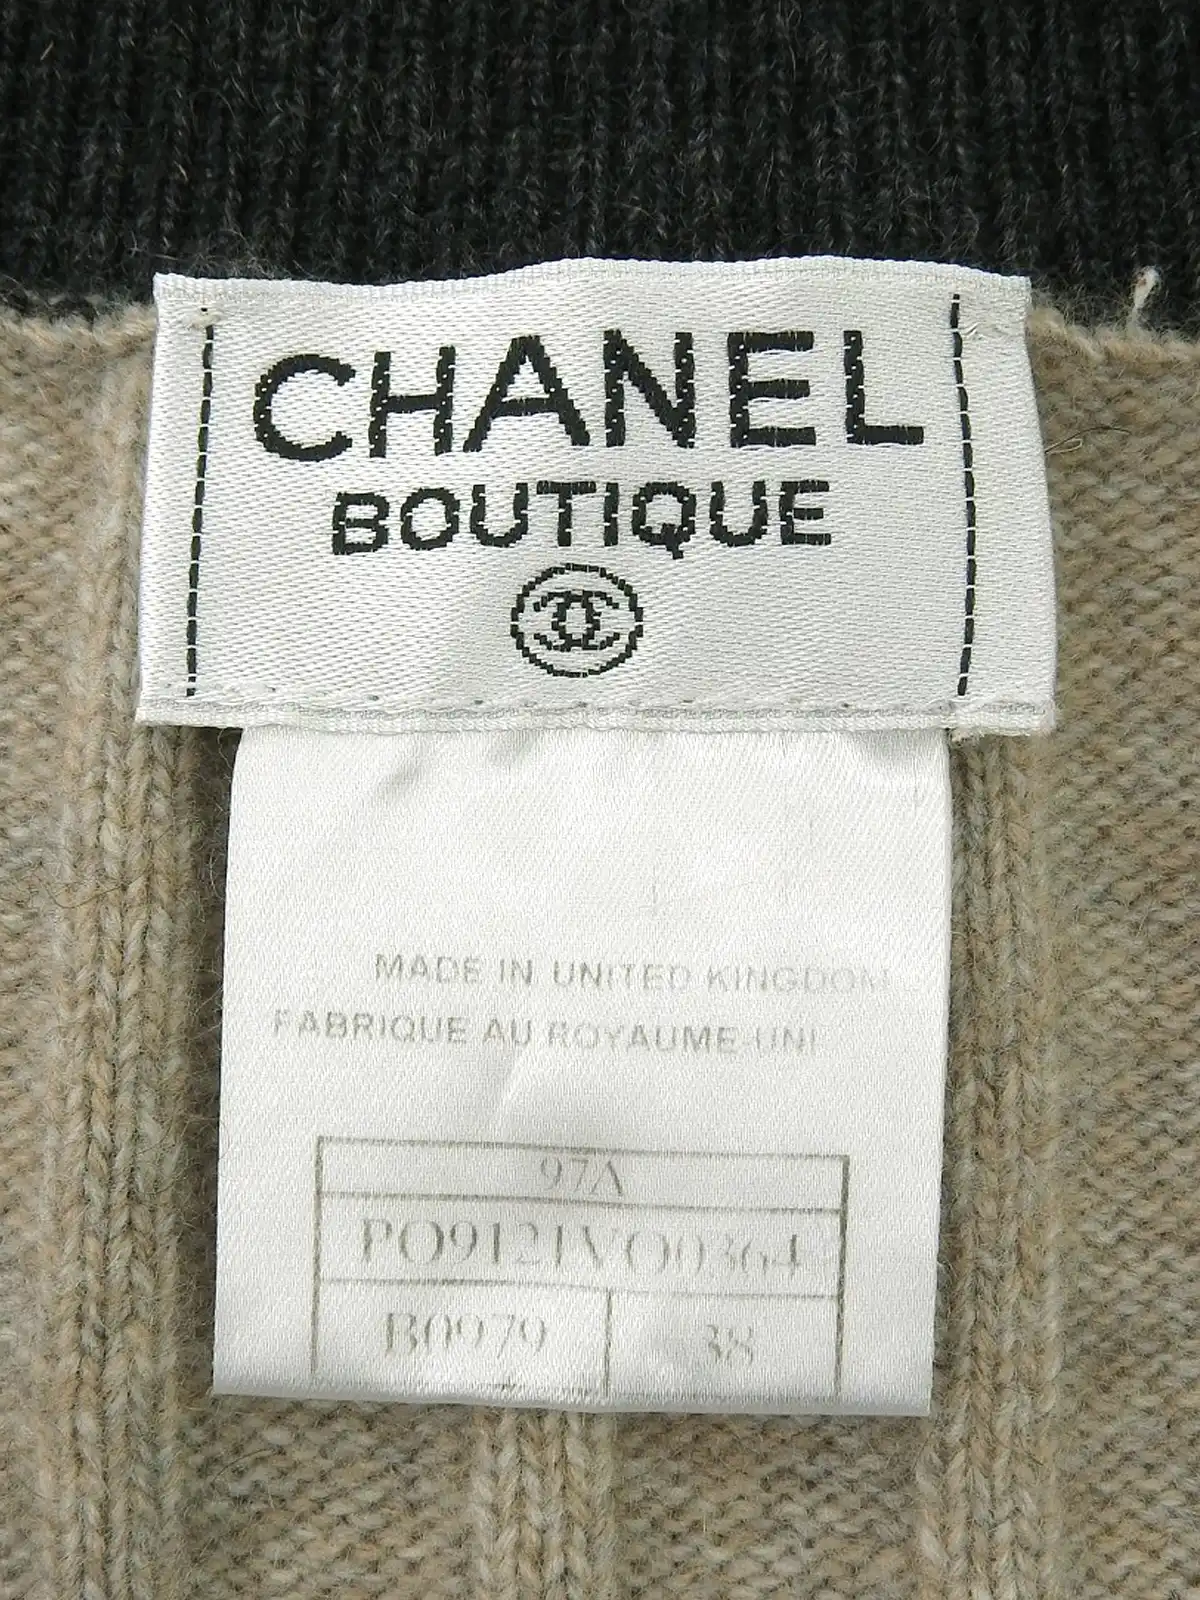 CHANEL
BOUTIQUE
MADE IN UNITED KINGDOM
FABRIQUE AU ROYAUME-UNI
97A
PO9121VO0364
B0979 38